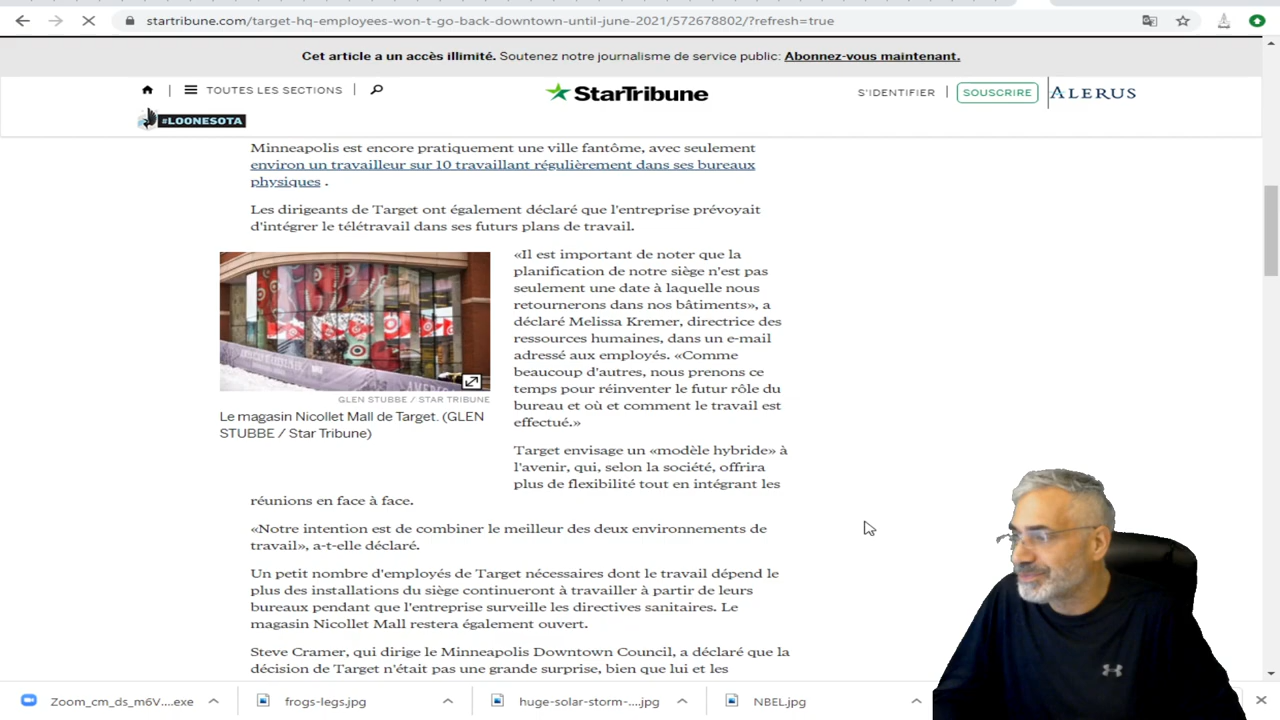 startribune.com/target-hq-employees-won-t-go-back-downtown-until-june-2021/572678802/?refresh=true
Cet article a un accès illimité. Soutenez notre journalisme de service public: Abonnez-vous maintenant.
TOUTES LES SECTIONS
StarTribune
S'IDENTIFIER
SOUSCRIRE
ALERUS
#LOONESOTA
Minneapolis est encore pratiquement une ville fantôme, avec seulement
environ un travailleur sur 10 travaillant régulièrement dans ses bureaux
physiques .
Les dirigeants de Target ont également déclaré que l'entreprise prévoyait
d'intégrer le télétravail dans ses futurs plans de travail.
GLEN STUBBE / STAR TRIBUNE
Le magasin Nicollet Mall de Target. (GLEN
STUBBE / Star Tribune)
«Il est important de noter que la
planification de notre siège n'est pas
seulement une date à laquelle nous
retournerons dans nos bâtiments», a
déclaré Melissa Kremer, directrice des
ressources humaines, dans un e-mail
adressé aux employés. «Comme
beaucoup d'autres, nous prenons ce
temps pour réinventer le futur rôle du
bureau et où et comment le travail est
effectué.»
Target envisage un «modèle hybride» à
l'avenir, qui, selon la société, offrira
plus de flexibilité tout en intégrant les
réunions en face à face.
«Notre intention est de combiner le meilleur des deux environnements de
travail», a-t-elle déclaré.
Un petit nombre d'employés de Target nécessaires dont le travail dépend le
plus des installations du siège continueront à travailler à partir de leurs
bureaux pendant que l'entreprise surveille les directives sanitaires. Le
magasin Nicollet Mall restera également ouvert.
Steve Cramer, qui dirige le Minneapolis Downtown Council, a déclaré que la
décision de Target n'était pas une grande surprise, bien que lui et les
Zoom_cm_ds_m6V....exe
frogs-legs.jpg
huge-solar-storm-....jpg
NBEL.jpg